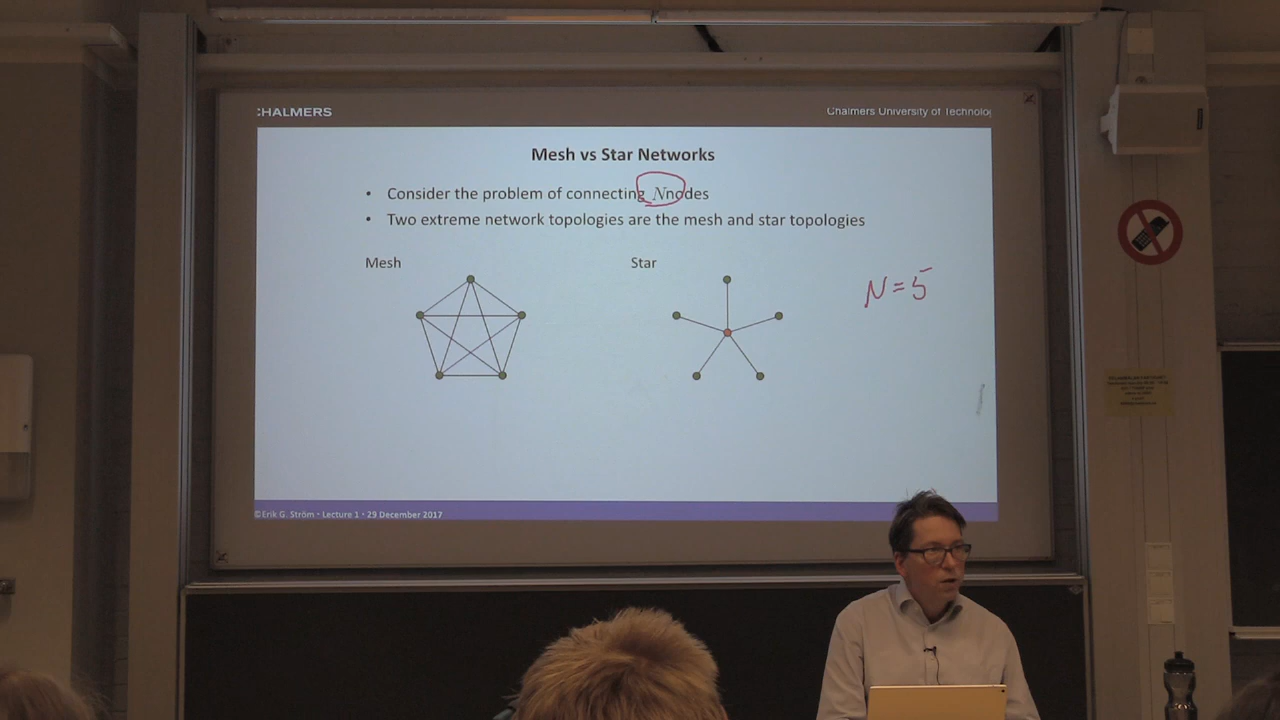 CHALMERS
Chalmers University of Technolog
Mesh vs Star Networks
• Consider the problem of connecting N nodes
• Two extreme network topologies are the mesh and star topologies
Mesh
Star
N=5
©Erik G. Ström • Lecture 1 • 29 December 2017